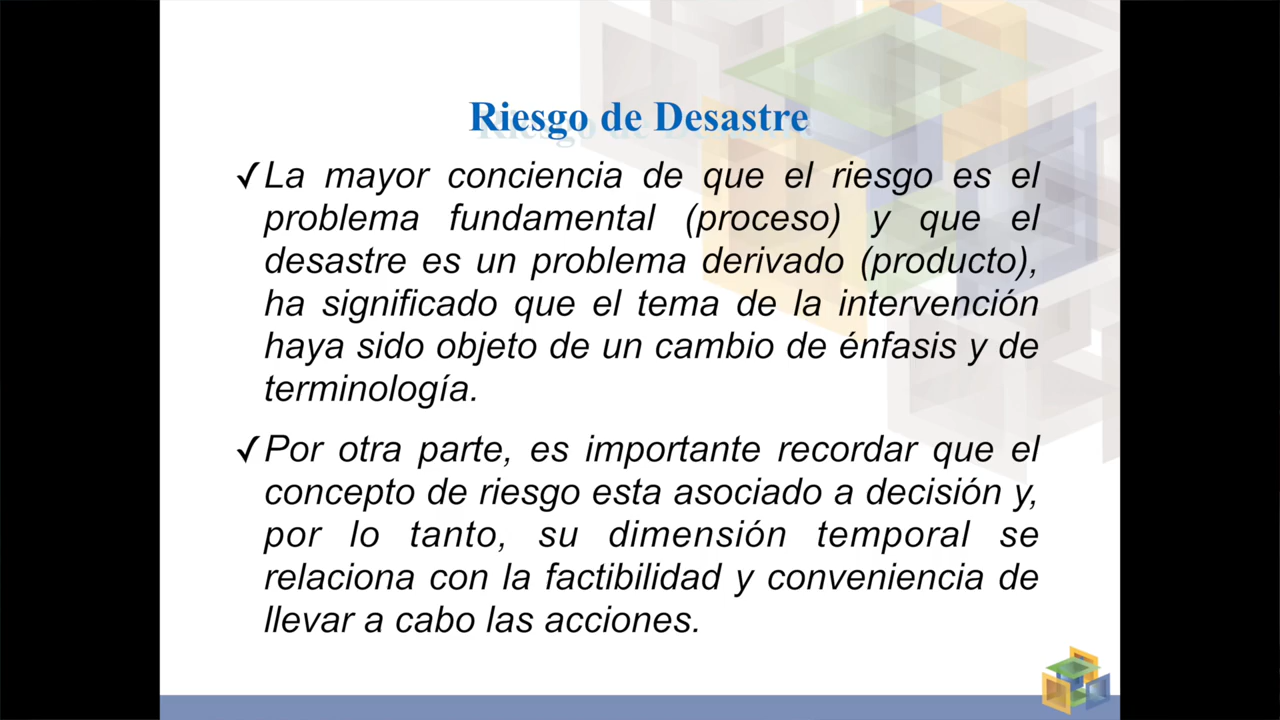 Riesgo de Desastre
✓La mayor conciencia de que el riesgo es el
problema fundamental (proceso) y que el
desastre es un problema derivado (producto),
ha significado que el tema de la intervención
haya sido objeto de un cambio de énfasis y de
terminología.
✓Por otra parte, es importante recordar que el
concepto de riesgo esta asociado a decisión y,
por lo tanto, su dimensión temporal se
relaciona con la factibilidad y conveniencia de
llevar a cabo las acciones.